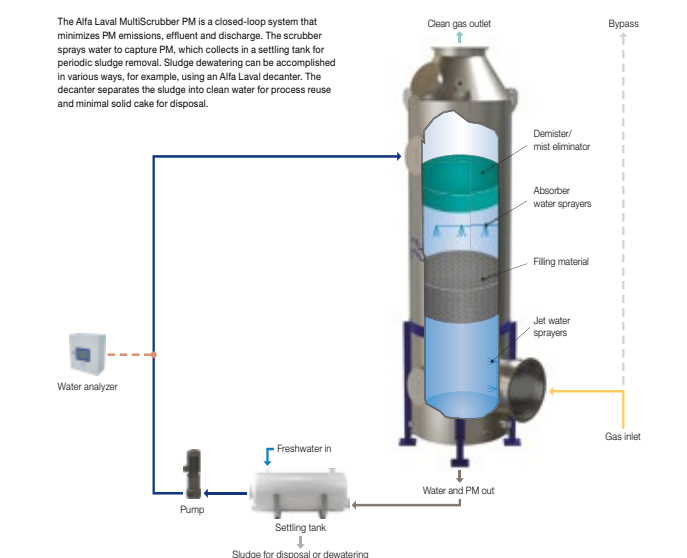 The Alfa Laval MultiScrubber PM is a closed-loop system that
minimizes PM emissions, effluent and discharge. The scrubber
sprays water to capture PM, which collects in a settling tank for
periodic sludge removal. Sludge dewatering can be accomplished
in various ways, for example, using an Alfa Laval decanter. The
decanter separates the sludge into clean water for process reuse
and minimal solid cake for disposal.
Clean gas outlet
Bypass
Demister/
mist eliminator
Absorber
water sprayers
Filling material
Jet water
sprayers
Water analyzer
Gas inlet
Freshwater in
Water and PM out
Pump
Settling tank
Sludge for disposal or dewatering